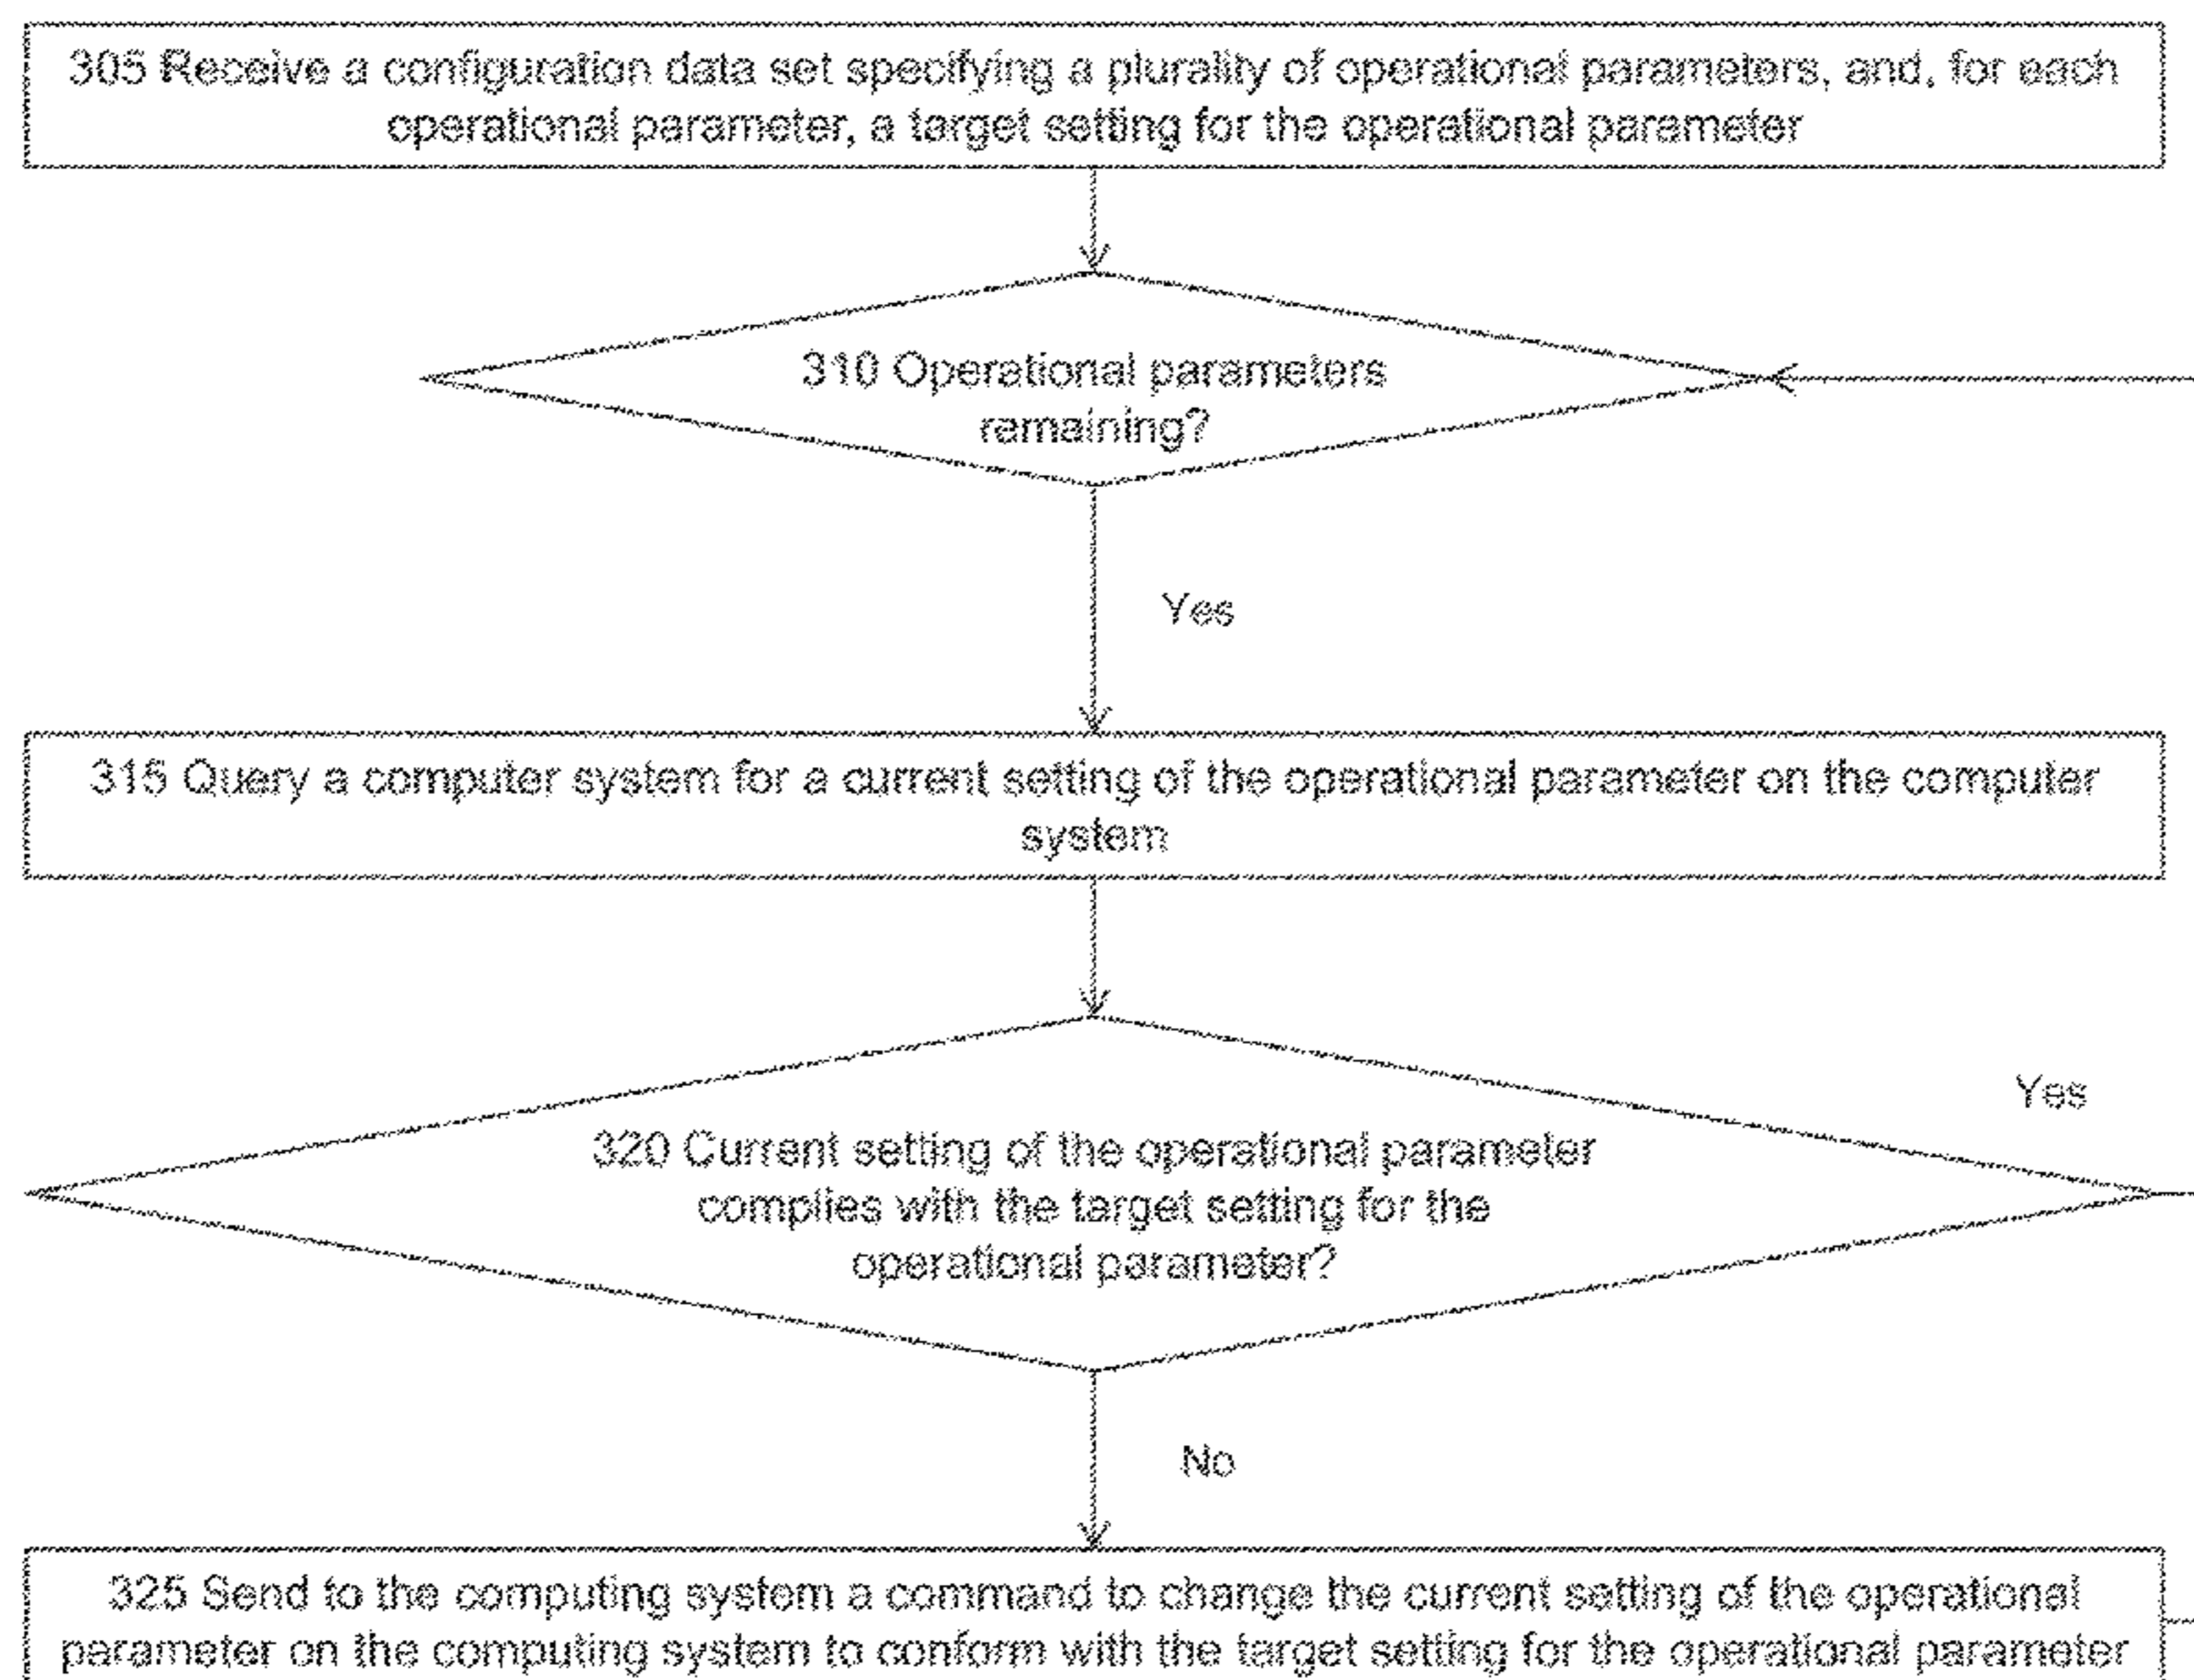 305 Receive a configuration data set specifying a plurality of operational parameters, and, for each
operational parameter, a target setting for the operational parameter
310 Operational parameters
remaining?
Yes
315 Query a computer system for a current setting of the operational parameter on the computer
system
Yes
320 Current setting of the operational parameter
complies with the target setting for the
operational parameter?
No
325 Send to the computing system a command to change the current setting of the operational
parameter on the computing system to conform with the target setting for the operational parameter